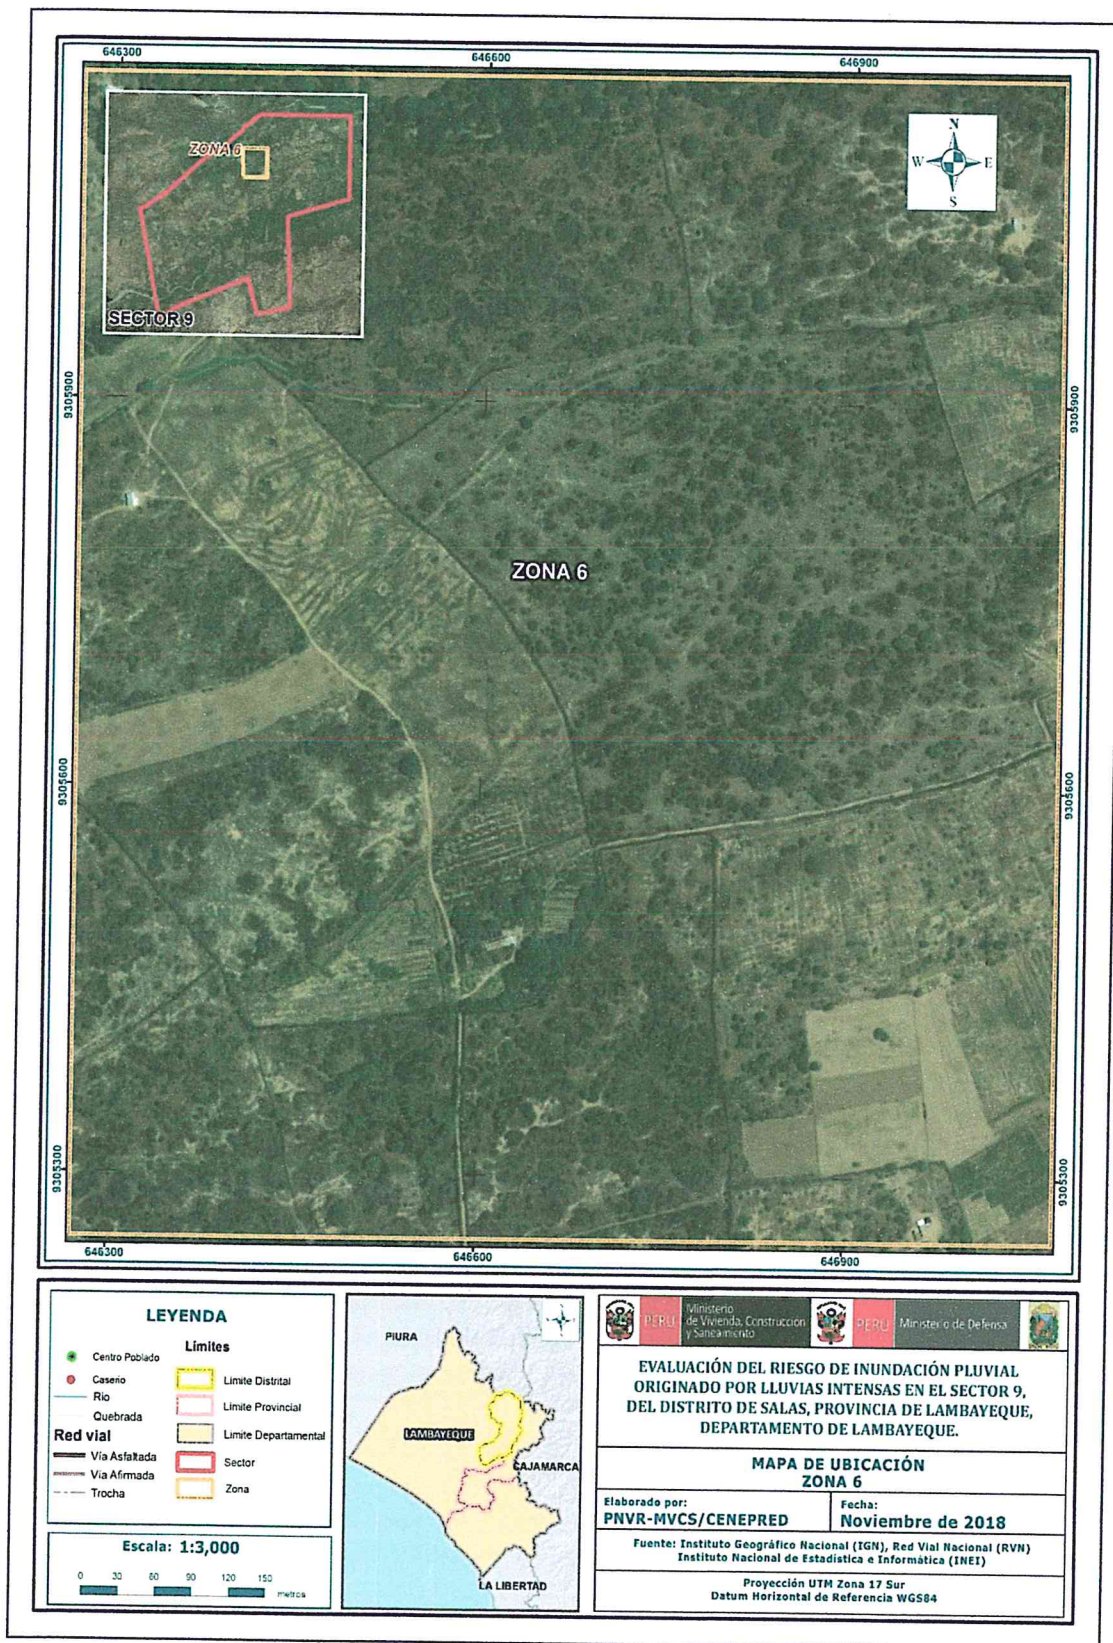 646300
646600
646900
ZONA 6
SECTOR 9
N
W
E
S
9305900
9305900
ZONA 6
9305600
9305600
9305300
9305300
646300
646600
646900
LEYENDA
Centro Poblado
Caserio
Rio
Quebrada
Red vial
Vía Asfaltada
Vía Afirmada
Trocha
Límites
Limite Distrital
Limite Provincial
Limite Departamental
Sector
Zona
Escala: 1:3,000
0 30 60 90 120 150
metros
PIURA
LAMBAYEQUE
CAJAMARCA
LA LIBERTAD
PERÚ
Ministerio
de Vivienda, Construcción
y Saneamiento
PERÚ
Ministerio de Defensa
EVALUACIÓN DEL RIESGO DE INUNDACIÓN PLUVIAL
ORIGINADO POR LLUVIAS INTENSAS EN EL SECTOR 9,
DEL DISTRITO DE SALAS, PROVINCIA DE LAMBAYEQUE,
DEPARTAMENTO DE LAMBAYEQUE.
MAPA DE UBICACIÓN
ZONA 6
Elaborado por:
PNVR-MVCS/CENEPRED
Fecha:
Noviembre de 2018
Fuente: Instituto Geográfico Nacional (IGN), Red Vial Nacional (RVN)
Instituto Nacional de Estadística e Informática (INEI)
Proyección UTM Zona 17 Sur
Datum Horizontal de Referencia WGS84